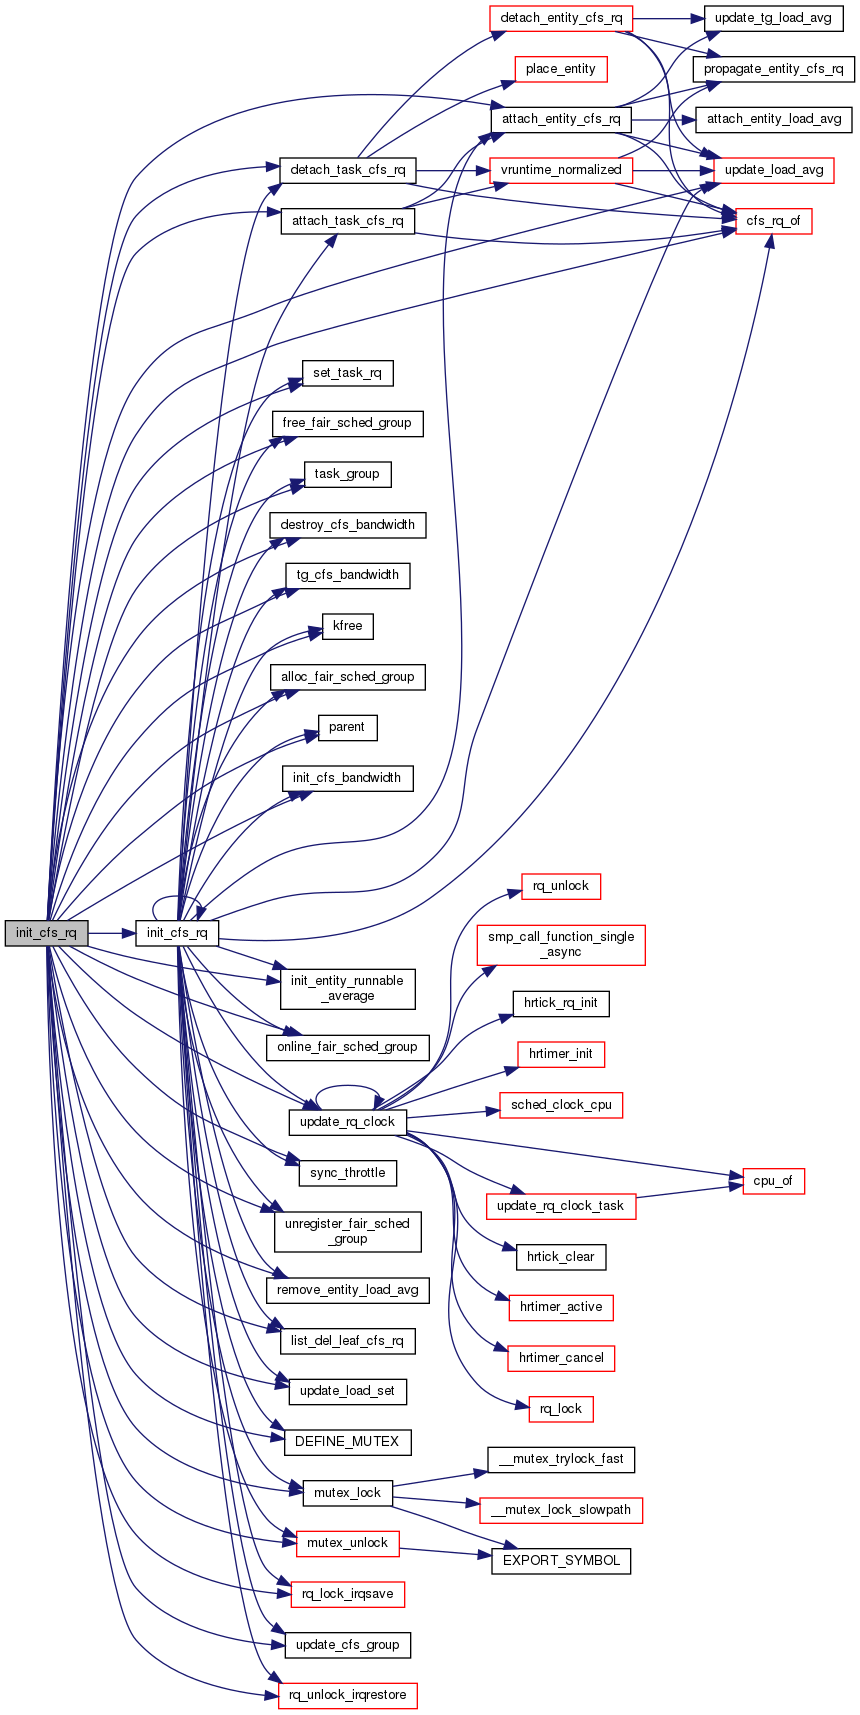 detach_entity_cfs_rq
update_tg_load_avg
place_entity
propagate_entity_cfs_rq
attach_entity_cfs_rq
attach_entity_load_avg
detach_task_cfs_rq
vruntime_normalized
update_load_avg
attach_task_cfs_rq
cfs_rq_of
set_task_rq
free_fair_sched_group
task_group
destroy_cfs_bandwidth
tg_cfs_bandwidth
kfree
alloc_fair_sched_group
parent
init_cfs_bandwidth
rq_unlock
init_cfs_rq
init_cfs_rq
smp_call_function_single
_async
init_entity_runnable
_average
hrtick_rq_init
online_fair_sched_group
hrtimer_init
update_rq_clock
sched_clock_cpu
sync_throttle
cpu_of
update_rq_clock_task
unregister_fair_sched
_group
hrtick_clear
remove_entity_load_avg
hrtimer_active
list_del_leaf_cfs_rq
hrtimer_cancel
update_load_set
rq_lock
DEFINE_MUTEX
__mutex_trylock_fast
mutex_lock
__mutex_lock_slowpath
mutex_unlock
EXPORT_SYMBOL
rq_lock_irqsave
update_cfs_group
rq_unlock_irqrestore